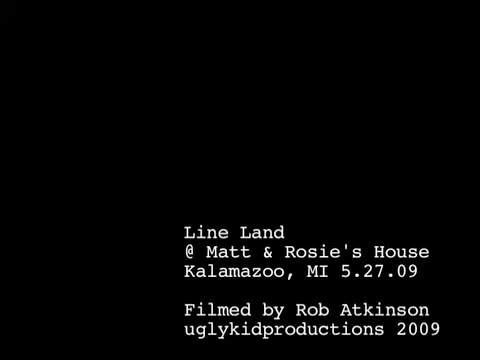 Line Land
@ Matt & Rosie's House
Kalamazoo, MI 5.27.09
Filmed by Rob Atkinson
uglykidproductions 2009